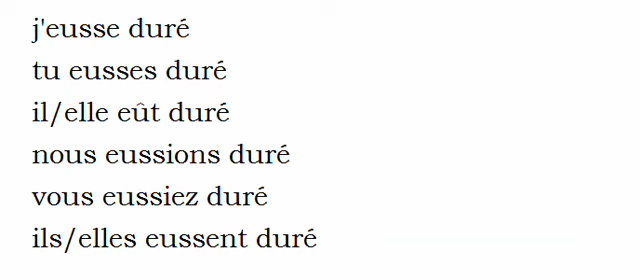 j'eusse duré
tu eusses duré
il/elle eût duré
nous eussions duré
vous eussiez duré
ils/elles eussent duré